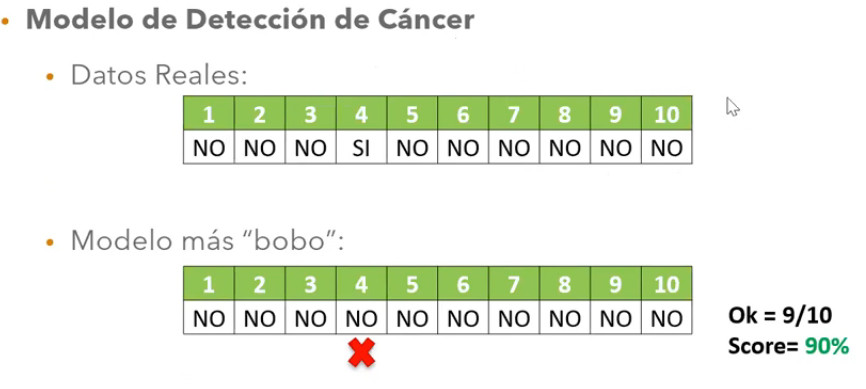 • Modelo de Detección de Cáncer
• Datos Reales:
1 2 3 4 5 6 7 8 9 10
NO NO NO SI NO NO NO NO NO NO
• Modelo más “bobo”:
1 2 3 4 5 6 7 8 9 10
NO NO NO NO NO NO NO NO NO NO
Ok = 9/10
Score= 90%